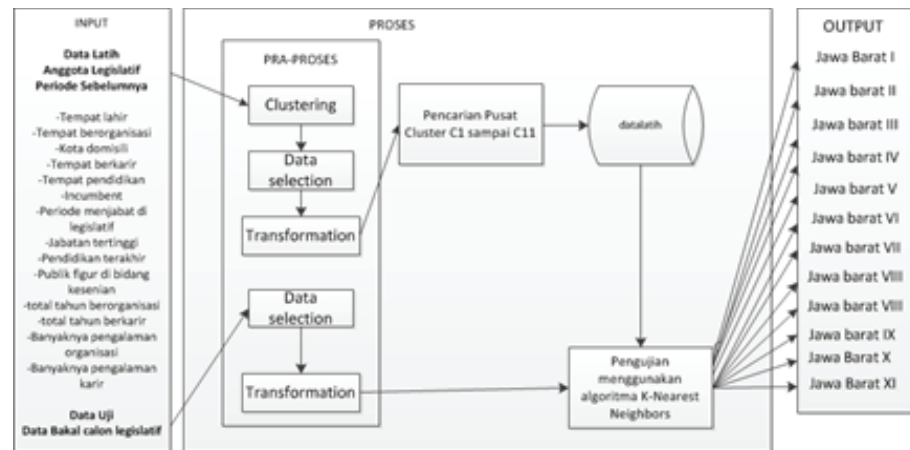 INPUT
Data Latih
Anggota Legislatif
Periode Sebelumnya
-Tempat lahir
-Tempat berorganisasi
-Kota domisili
-Tempat berkarir
-Tempat pendidikan
-Incumbent
-Periode menjabat di
legislatif
-Jabatan tertinggi
-Pendidikan terakhir
-Publik figur di bidang
kesenian
-total tahun berorganisasi
-total tahun berkarir
-Banyaknya pengalaman
organisasi
-Banyaknya pengalaman
karir
Data Uji
Data Bakal calon legislatif
PROSES
PRA-PROSES
Clustering
Data
selection
Transformation
Data
selection
Transformation
Pencarian Pusat
Cluster C1 sampai C11
datalatih
Pengujian
menggunakan
algoritma K-Nearest
Neighbors
OUTPUT
Jawa Barat I
Jawa barat II
Jawa barat III
Jawa barat IV
Jawa barat V
Jawa barat VI
Jawa barat VII
Jawa barat VIII
Jawa barat VIII
Jawa barat IX
Jawa Barat X
Jawa Barat XI